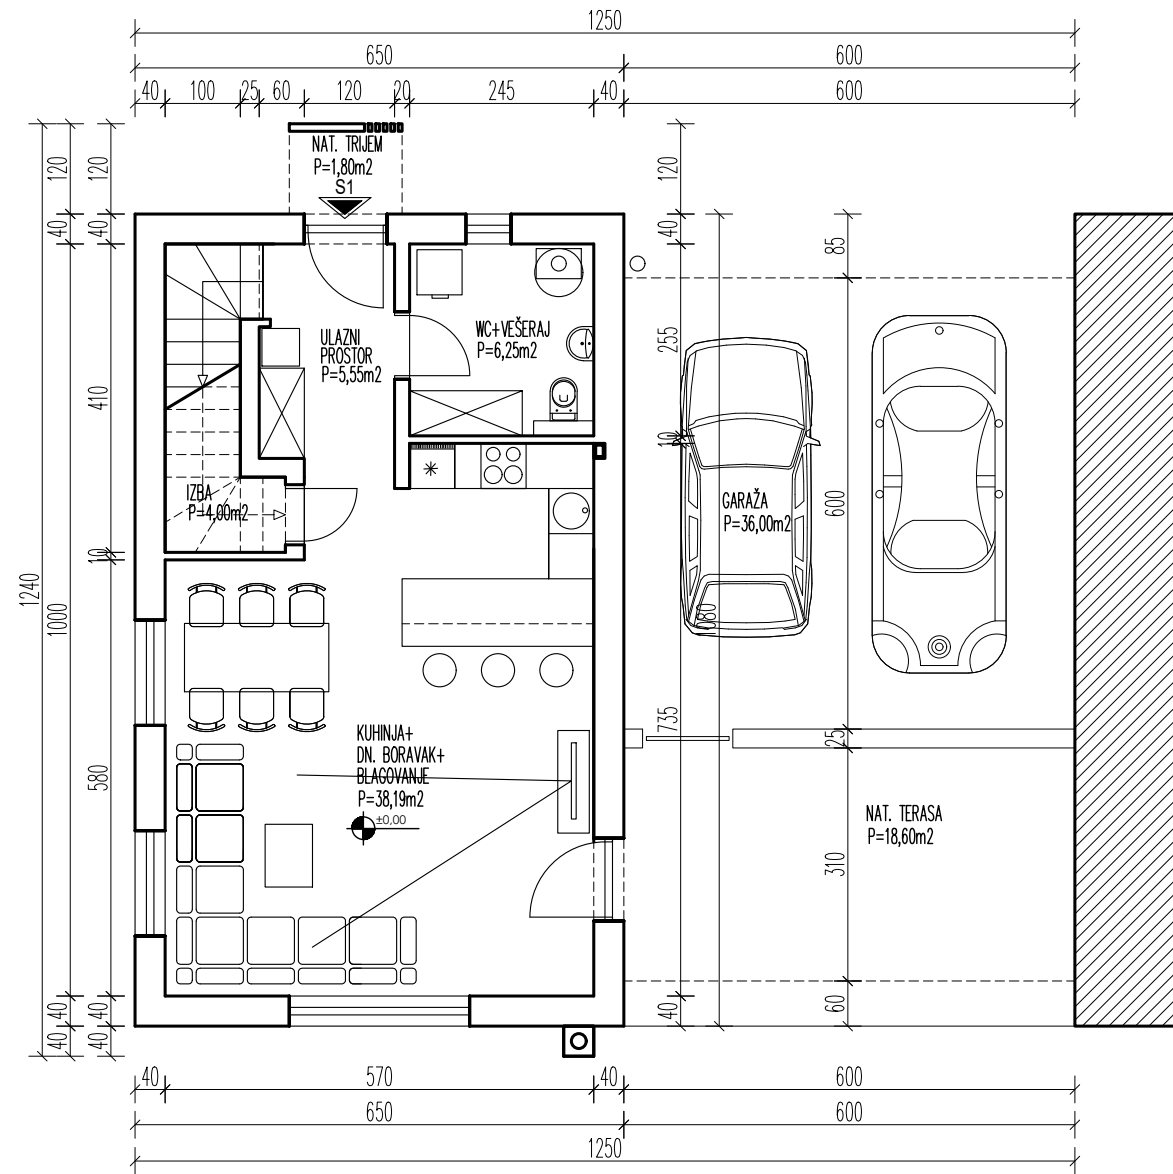 1250
650
600
40 100 25 60 120 20 245 40
600
NAT. TRIJEM
P=1,80m2
S1
120
120
120
40
40
40
85
ULAZNI
PROSTOR
P=5,55m2
WC+VEŠERAJ
P=6,25m2
255
410
10
IZBA
P=4,00m2
GARAŽA
P=36,00m2
600
10
1240
1000
1080
735
25
KUHINJA+
DN. BORAVAK+
BLAGOVANJE
P=38,19m2
±0,00
580
NAT. TERASA
P=18,60m2
310
40
40
40
60
40
40
40 570 40
600
650
600
1250